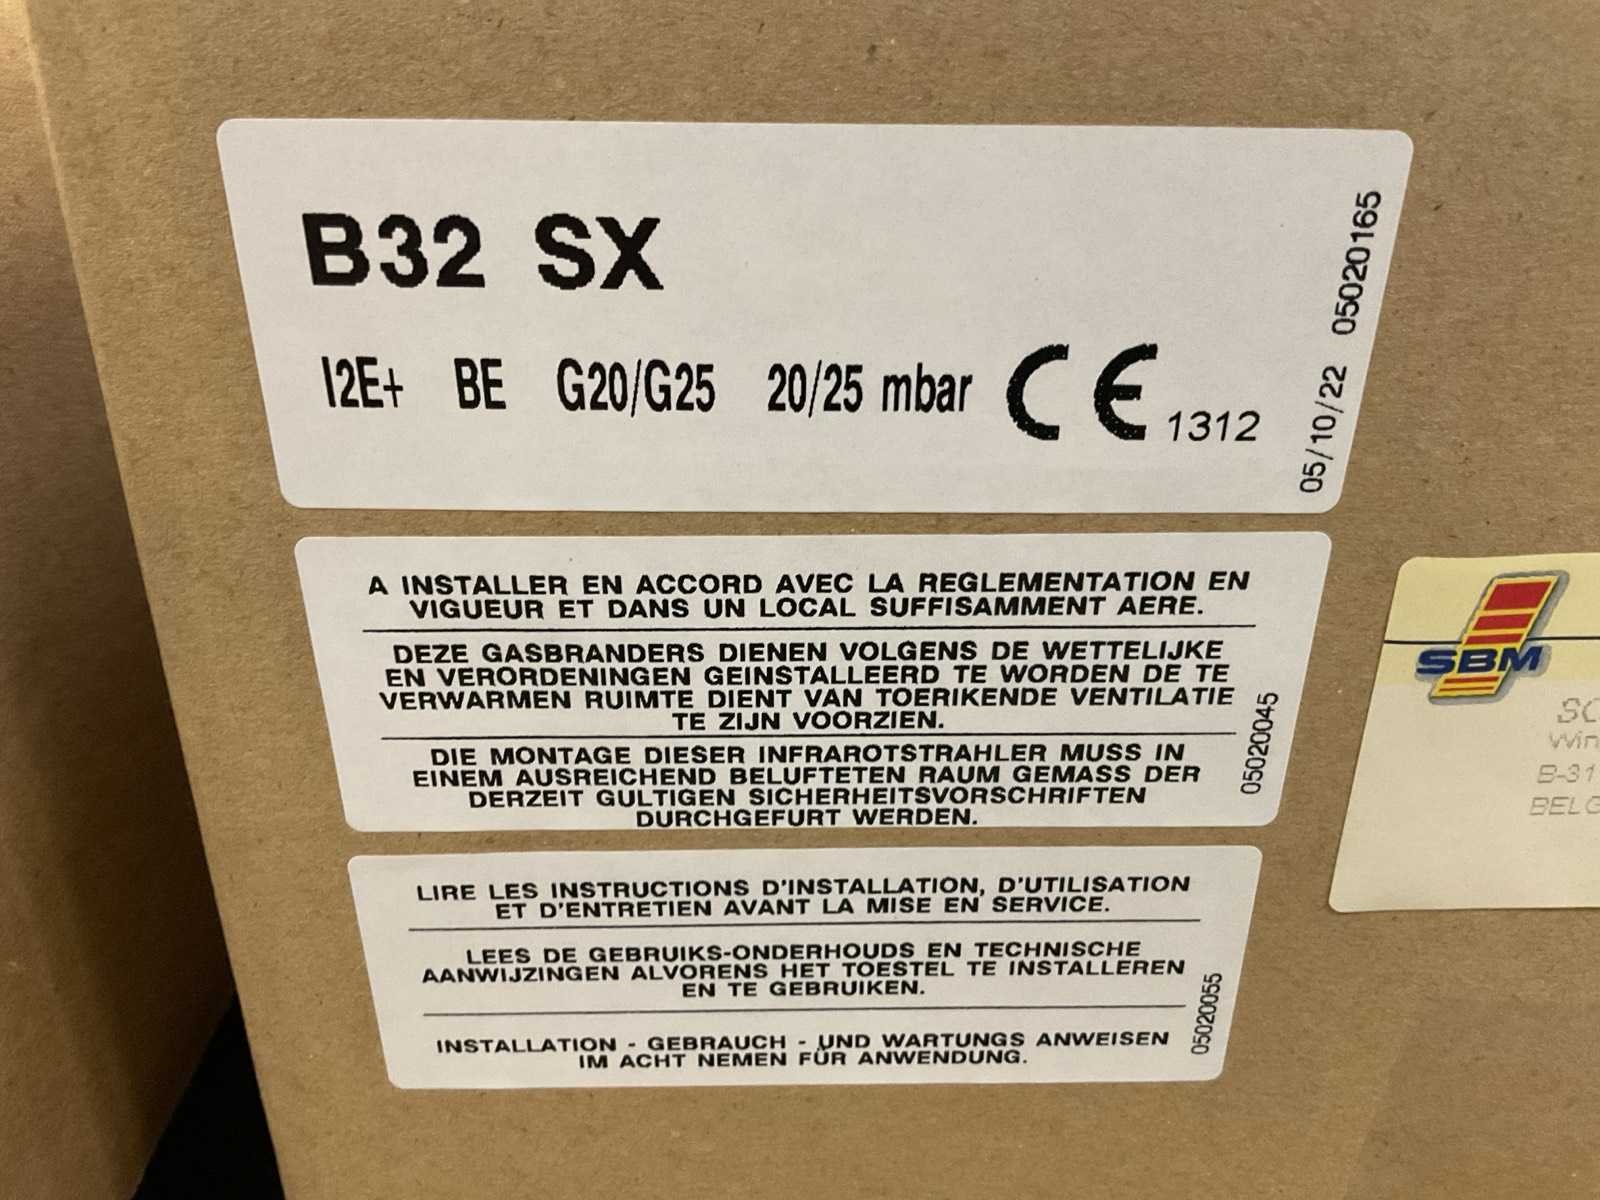 B32 SX
I2E+ BE G20/G25 20/25 mbar CE 1312
05/10/22 05020165
A INSTALLER EN ACCORD AVEC LA REGLEMENTATION EN
VIGUEUR ET DANS UN LOCAL SUFFISAMMENT AERE.
DEZE GASBRANDERS DIENEN VOLGENS DE WETTELIJKE
EN VERORDENINGEN GEINSTALLEERD TE WORDEN DE TE
VERWARMEN RUIMTE DIENT VAN TOERIKENDE VENTILATIE
TE ZIJN VOORZIEN.
DIE MONTAGE DIESER INFRAROTSTRAHLER MUSS IN
EINEM AUSREICHEND BELUFTETEN RAUM GEMASS DER
DERZEIT GULTIGEN SICHERHEITSVORSCHRIFTEN
DURCHGEFURT WERDEN.
05020045
LIRE LES INSTRUCTIONS D'INSTALLATION, D'UTILISATION
ET D'ENTRETIEN AVANT LA MISE EN SERVICE.
LEES DE GEBRUIKS-ONDERHOUDS EN TECHNISCHE
AANWIJZINGEN ALVORENS HET TOESTEL TE INSTALLEREN
EN TE GEBRUIKEN.
INSTALLATION - GEBRAUCH - UND WARTUNGS ANWEISEN
IM ACHT NEMEN FÜR ANWENDUNG.
05020055
SBM
B-31
BELG